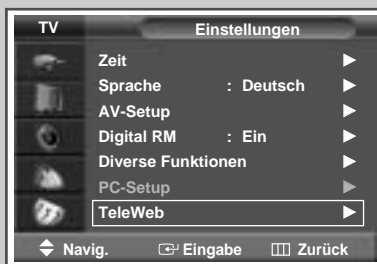 TV Einstellungen
Zeit
Sprache : Deutsch
AV-Setup
Digital RM : Ein
Diverse Funktionen
PC-Setup
TeleWeb
Navig. Eingabe Zurück